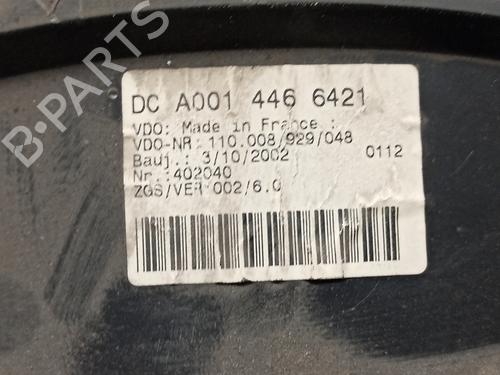 DC A001 446 6421
VDO: Made in France :
VDO-NR: 110.008/929/048
Bauj.: 3/10/2002 0112
Nr.:402040
ZGS/VER 002/6.0